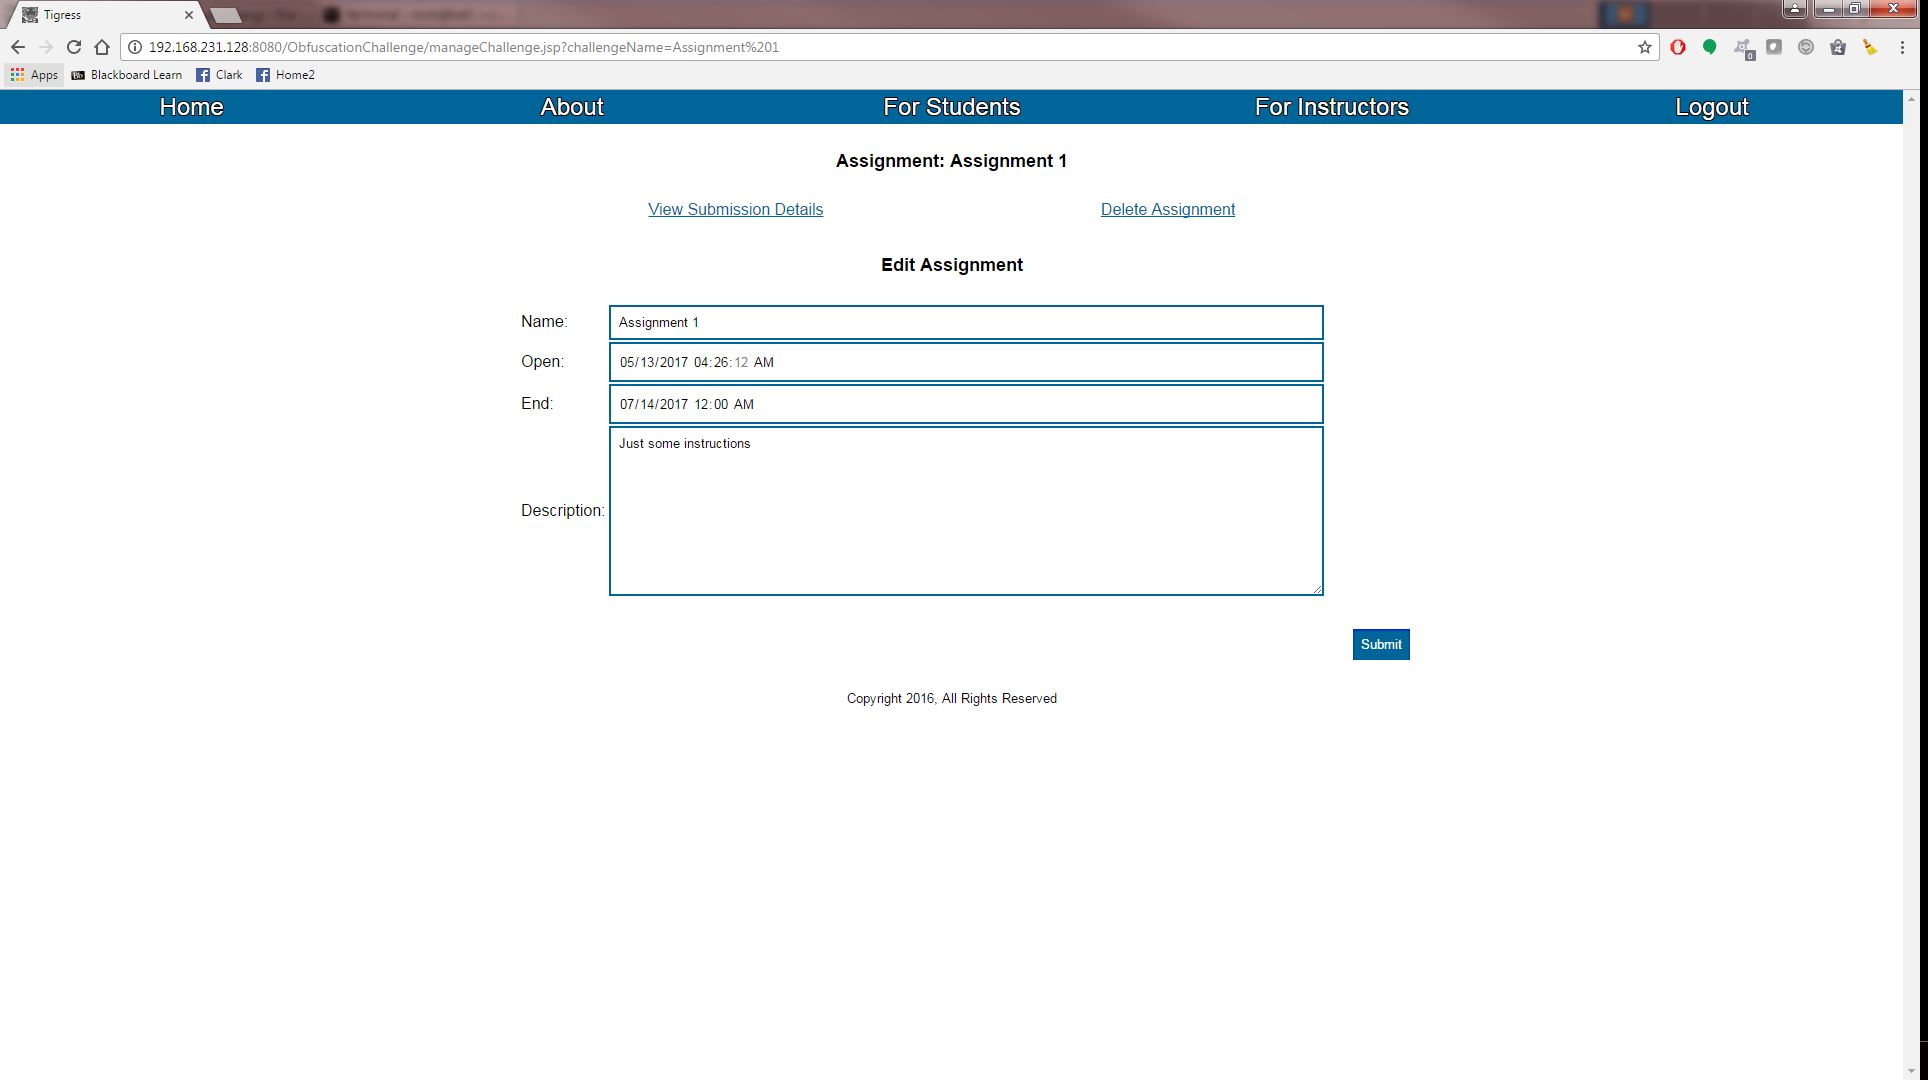 Tigress
192.168.231.128:8080/ObfuscationChallenge/manageChallenge.jsp?challengeName=Assignment%201
0
Apps Bb Blackboard Learn Clark Home2
Home About For Students For Instructors Logout
Assignment: Assignment 1
View Submission Details Delete Assignment
Edit Assignment
Name: Assignment 1
Open: 05/13/2017 04:26:12 AM
End: 07/14/2017 12:00 AM
Just some instructions
Description:
Submit
Copyright 2016, All Rights Reserved